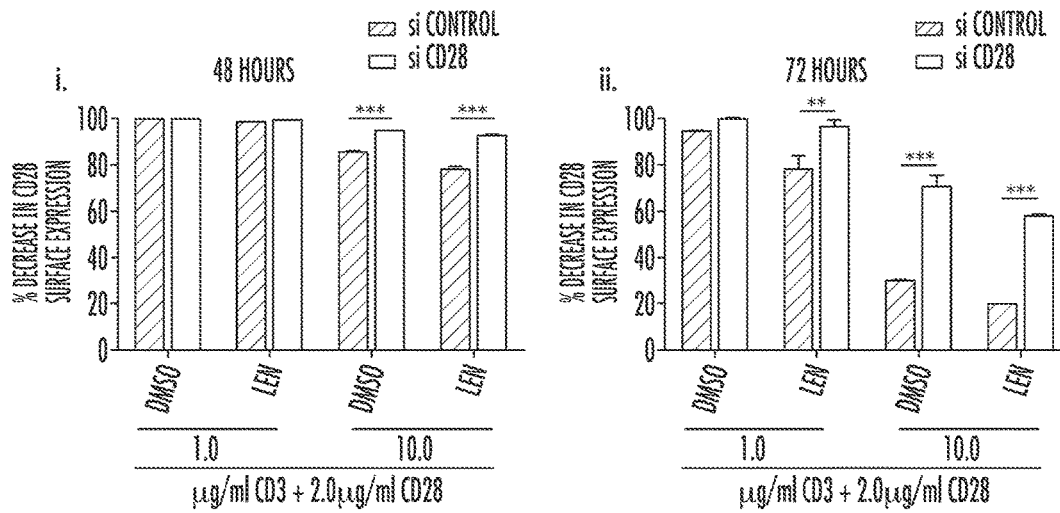 i.
48 HOURS
si CONTROL
si CD28
% DECREASE IN CD28
SURFACE EXPRESSION
100
80
60
40
20
0
***
***
DMSO
LEN
DMSO
LEN
1.0
10.0
µg/ml CD3 + 2.0µg/ml CD28
ii.
72 HOURS
si CONTROL
si CD28
% DECREASE IN CD28
SURFACE EXPRESSION
100
80
60
40
20
0
**
***
***
DMSO
LEN
DMSO
LEN
1.0
10.0
µg/ml CD3 + 2.0µg/ml CD28